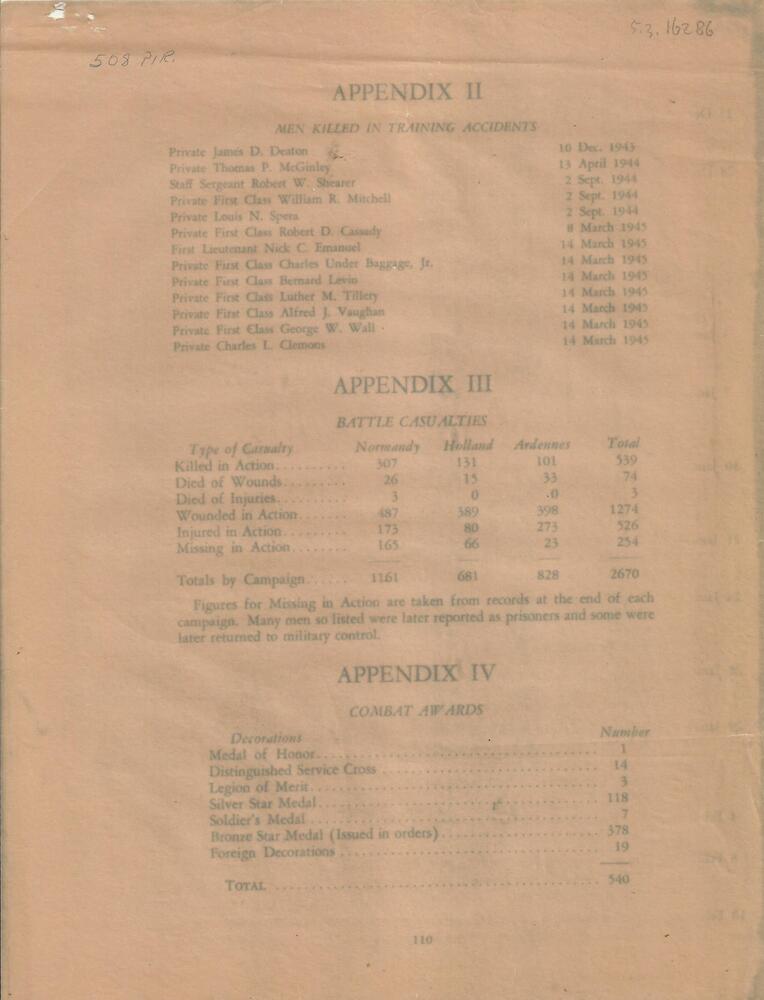 5.3.16286
508 PIR.
APPENDIX II
MEN KILLED IN TRAINING ACCIDENTS
Private James D. Deaton 10 Dec. 1943
Private Thomas P. McGinley 13 April 1944
Staff Sergeant Robert W. Shearer 2 Sept. 1944
Private First Class William R. Mitchell 2 Sept. 1944
Private Louis N. Spera 2 Sept. 1944
Private First Class Robert D. Cassady 8 March 1945
First Lieutenant Nick C. Emanuel 14 March 1945
Private First Class Charles Under Baggage, Jr. 14 March 1945
Private First Class Bernard Levin 14 March 1945
Private First Class Luther M. Tillery 14 March 1945
Private First Class Alfred J. Vaughan 14 March 1945
Private First Class George W. Wall 14 March 1945
Private Charles L. Clemons 14 March 1945
APPENDIX III
BATTLE CASUALTIES
Type of Casualty Normandy Holland Ardennes Total
Killed in Action.......... 307 131 101 539
Died of Wounds......... 26 15 33 74
Died of Injuries.......... 3 0 0 3
Wounded in Action....... 487 389 398 1274
Injured in Action......... 173 80 273 526
Missing in Action........ 165 66 23 254
Totals by Campaign...... 1161 681 828 2670
Figures for Missing in Action are taken from records at the end of each
campaign. Many men so listed were later reported as prisoners and some were
later returned to military control.
APPENDIX IV
COMBAT AWARDS
Decorations Number
Medal of Honor........................................ 1
Distinguished Service Cross .............................. 14
Legion of Merit........................................ 3
Silver Star Medal....................................... 118
Soldier's Medal ........................................ 7
Bronze Star Medal (Issued in orders)...................... 378
Foreign Decorations .................................... 19
TOTAL ............................................. 540
110